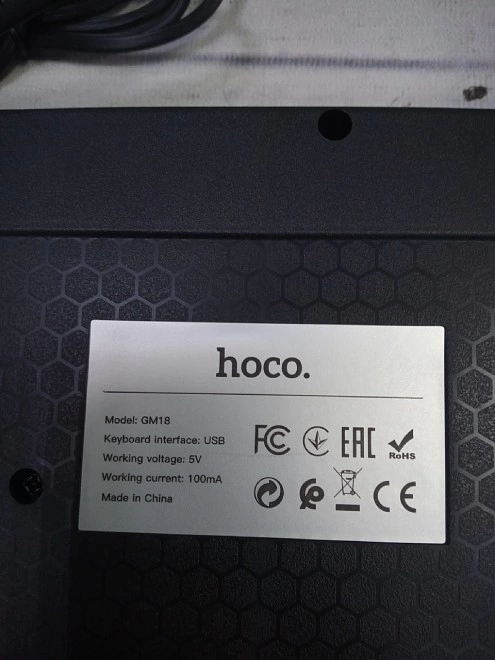 hoco.
Model: GM18
Keyboard interface: USB
Working voltage: 5V
Working current: 100mA
Made in China
FC EAC RoHS
CE